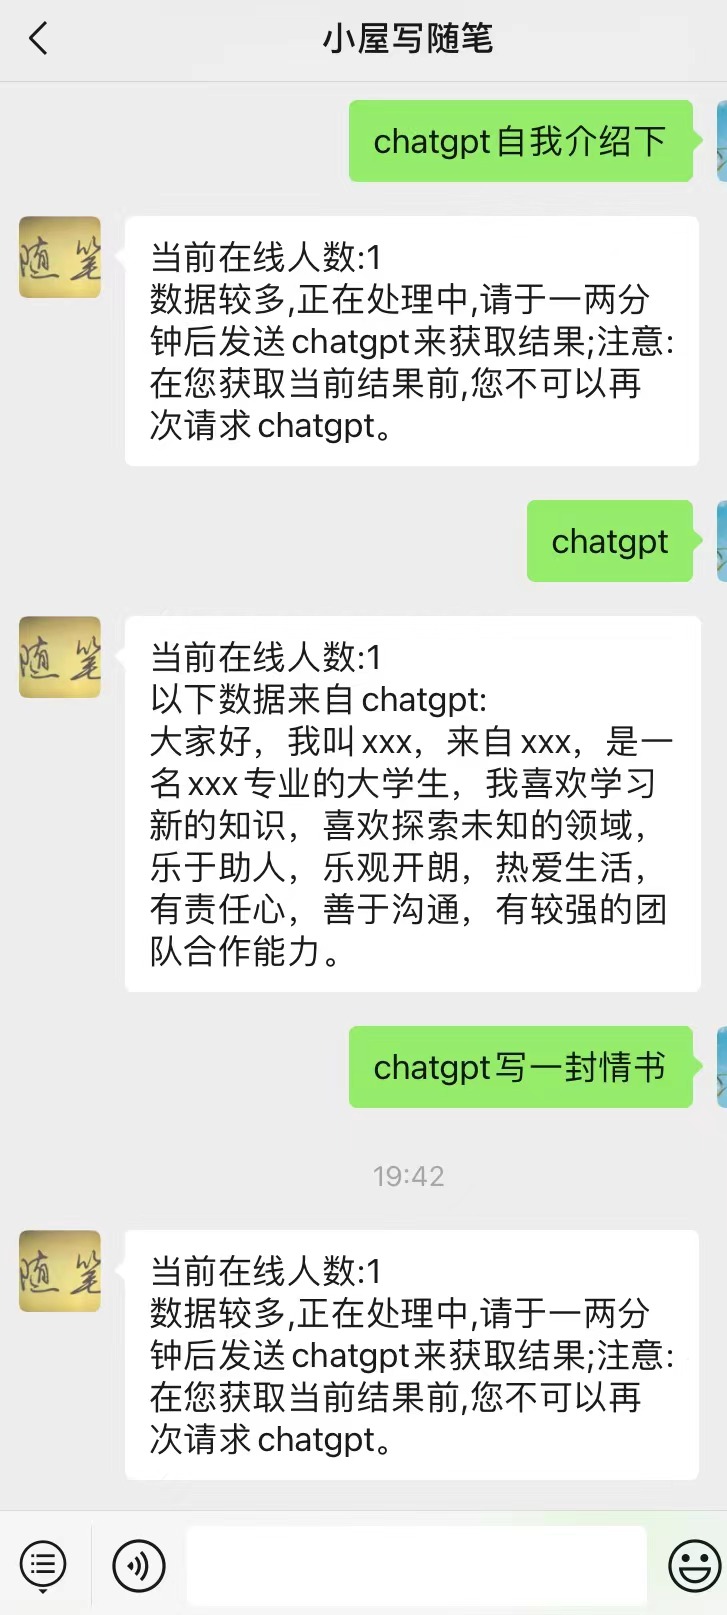 小屋写随笔
chatgpt自我介绍下
随笔
当前在线人数:1
数据较多,正在处理中,请于一两分
钟后发送chatgpt来获取结果;注意:
在您获取当前结果前,您不可以再
次请求chatgpt。
chatgpt
随笔
当前在线人数:1
以下数据来自chatgpt:
大家好，我叫xxx，来自xxx，是一
名xxx专业的大学生，我喜欢学习
新的知识，喜欢探索未知的领域，
乐于助人，乐观开朗，热爱生活，
有责任心，善于沟通，有较强的团
队合作能力。
chatgpt写一封情书
19:42
随笔
当前在线人数:1
数据较多,正在处理中,请于一两分
钟后发送chatgpt来获取结果;注意:
在您获取当前结果前,您不可以再
次请求chatgpt。